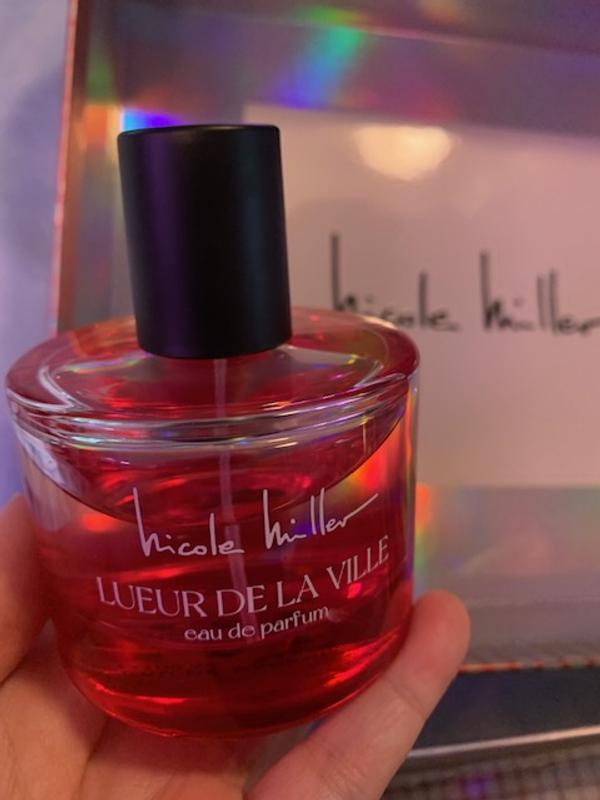 nicole miller
nicole miller
LUEUR DE LA VILLE
eau de parfum